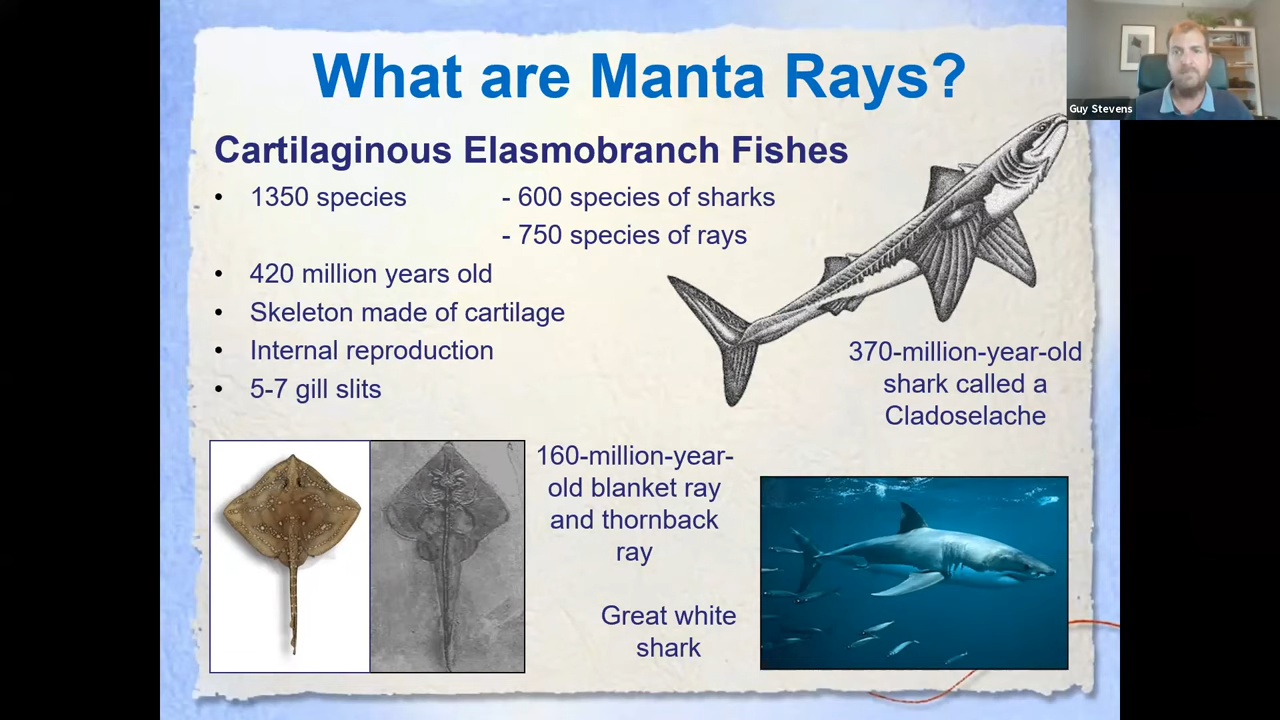 What are Manta Rays?
Guy Stevens
Cartilaginous Elasmobranch Fishes
• 1350 species - 600 species of sharks
- 750 species of rays
• 420 million years old
• Skeleton made of cartilage
• Internal reproduction
• 5-7 gill slits
370-million-year-old
shark called a
Cladoselache
160-million-year-
old blanket ray
and thornback
ray
Great white
shark